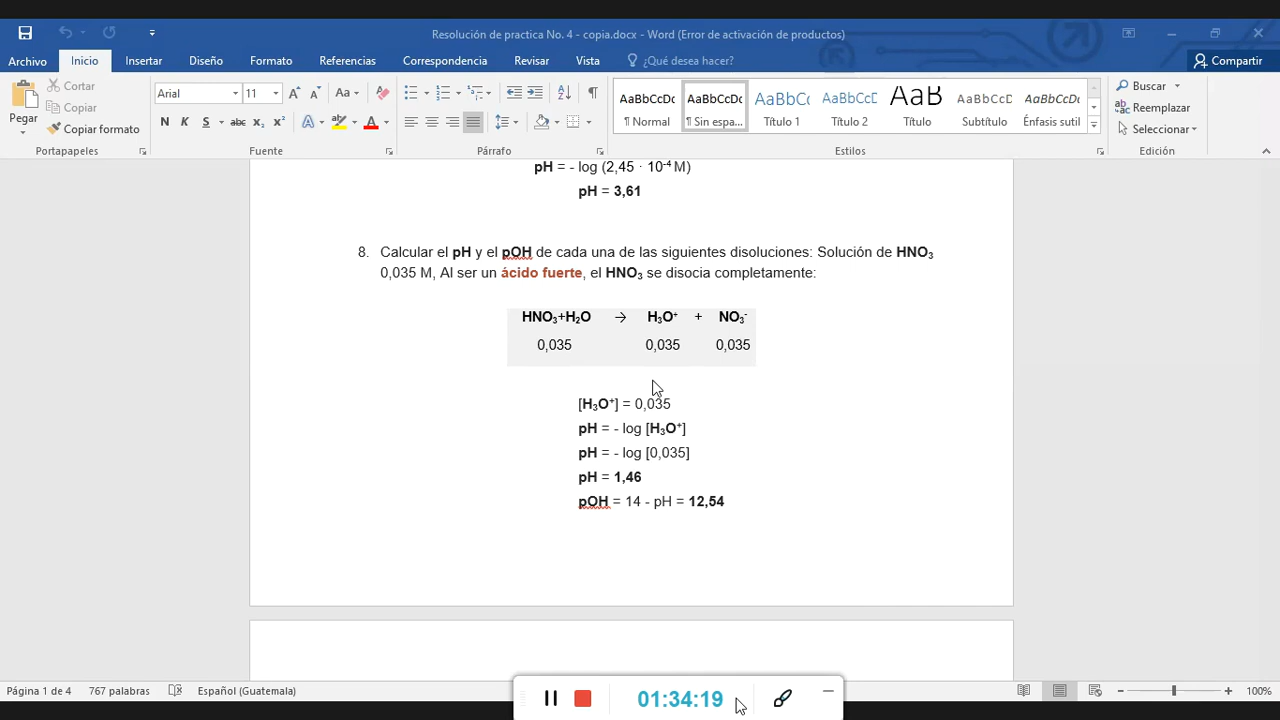 Resolución de practica No. 4 - copia.docx - Word (Error de activación de productos)
Archivo Inicio Insertar Diseño Formato Referencias Correspondencia Revisar Vista ¿Qué desea hacer? Compartir
Cortar
Copiar
Copiar formato
Pegar
Portapapeles
Arial 11 Aa
N K S abc x₂ x² A A
Fuente
Párrafo
AaBbCcDc AaBbCcDc AaBbCc AaBbCcD AaB AaBbCcD AaBbCcDc
¶ Normal ¶ Sin espa... Título 1 Título 2 Título Subtítulo Énfasis sutil
Estilos
Buscar
Reemplazar
Seleccionar
Edición
pH = - log (2,45 · 10⁻⁴ M)
pH = 3,61
8. Calcular el pH y el pOH de cada una de las siguientes disoluciones: Solución de HNO₃
0,035 M, Al ser un ácido fuerte, el HNO₃ se disocia completamente:
HNO₃+H₂O → H₃O⁺ + NO₃⁻
0,035 0,035 0,035
[H₃O⁺] = 0,035
pH = - log [H₃O⁺]
pH = - log [0,035]
pH = 1,46
pOH = 14 - pH = 12,54
Página 1 de 4 767 palabras Español (Guatemala) 100%
01:34:19